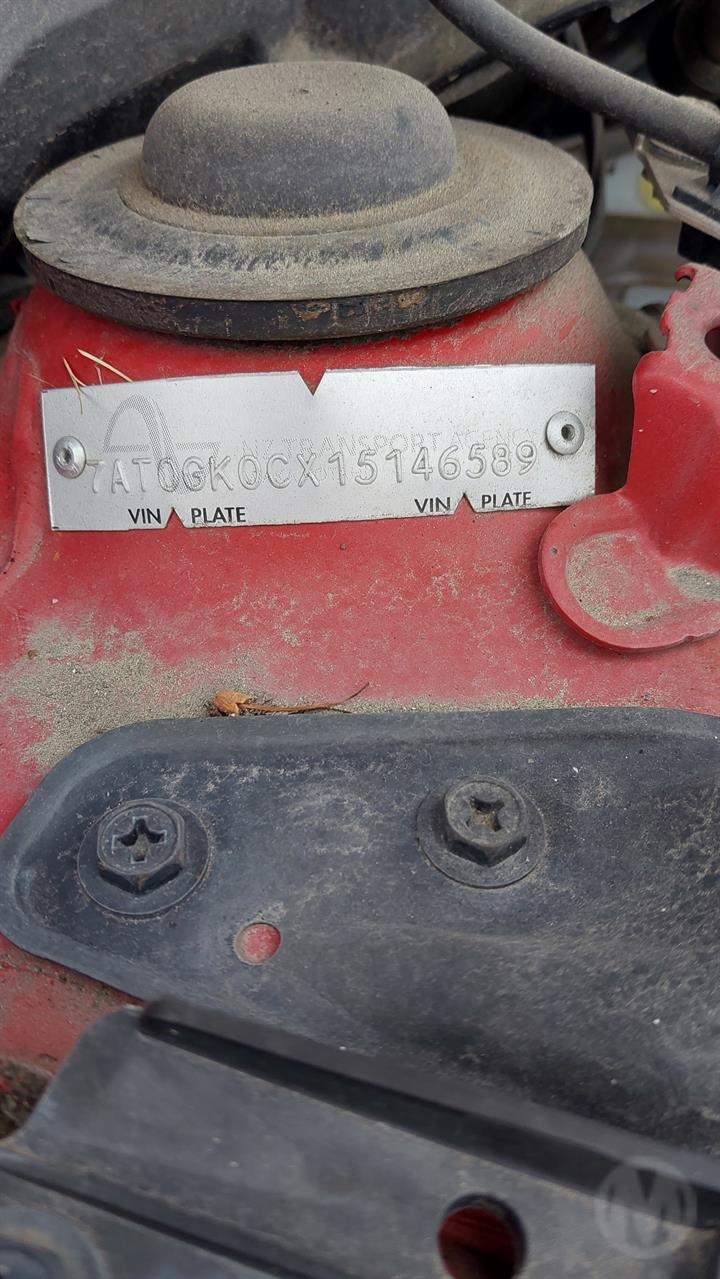 NZ TRANSPORT AGENCY
7AT0GK0CX15146589
VIN PLATE VIN PLATE
M